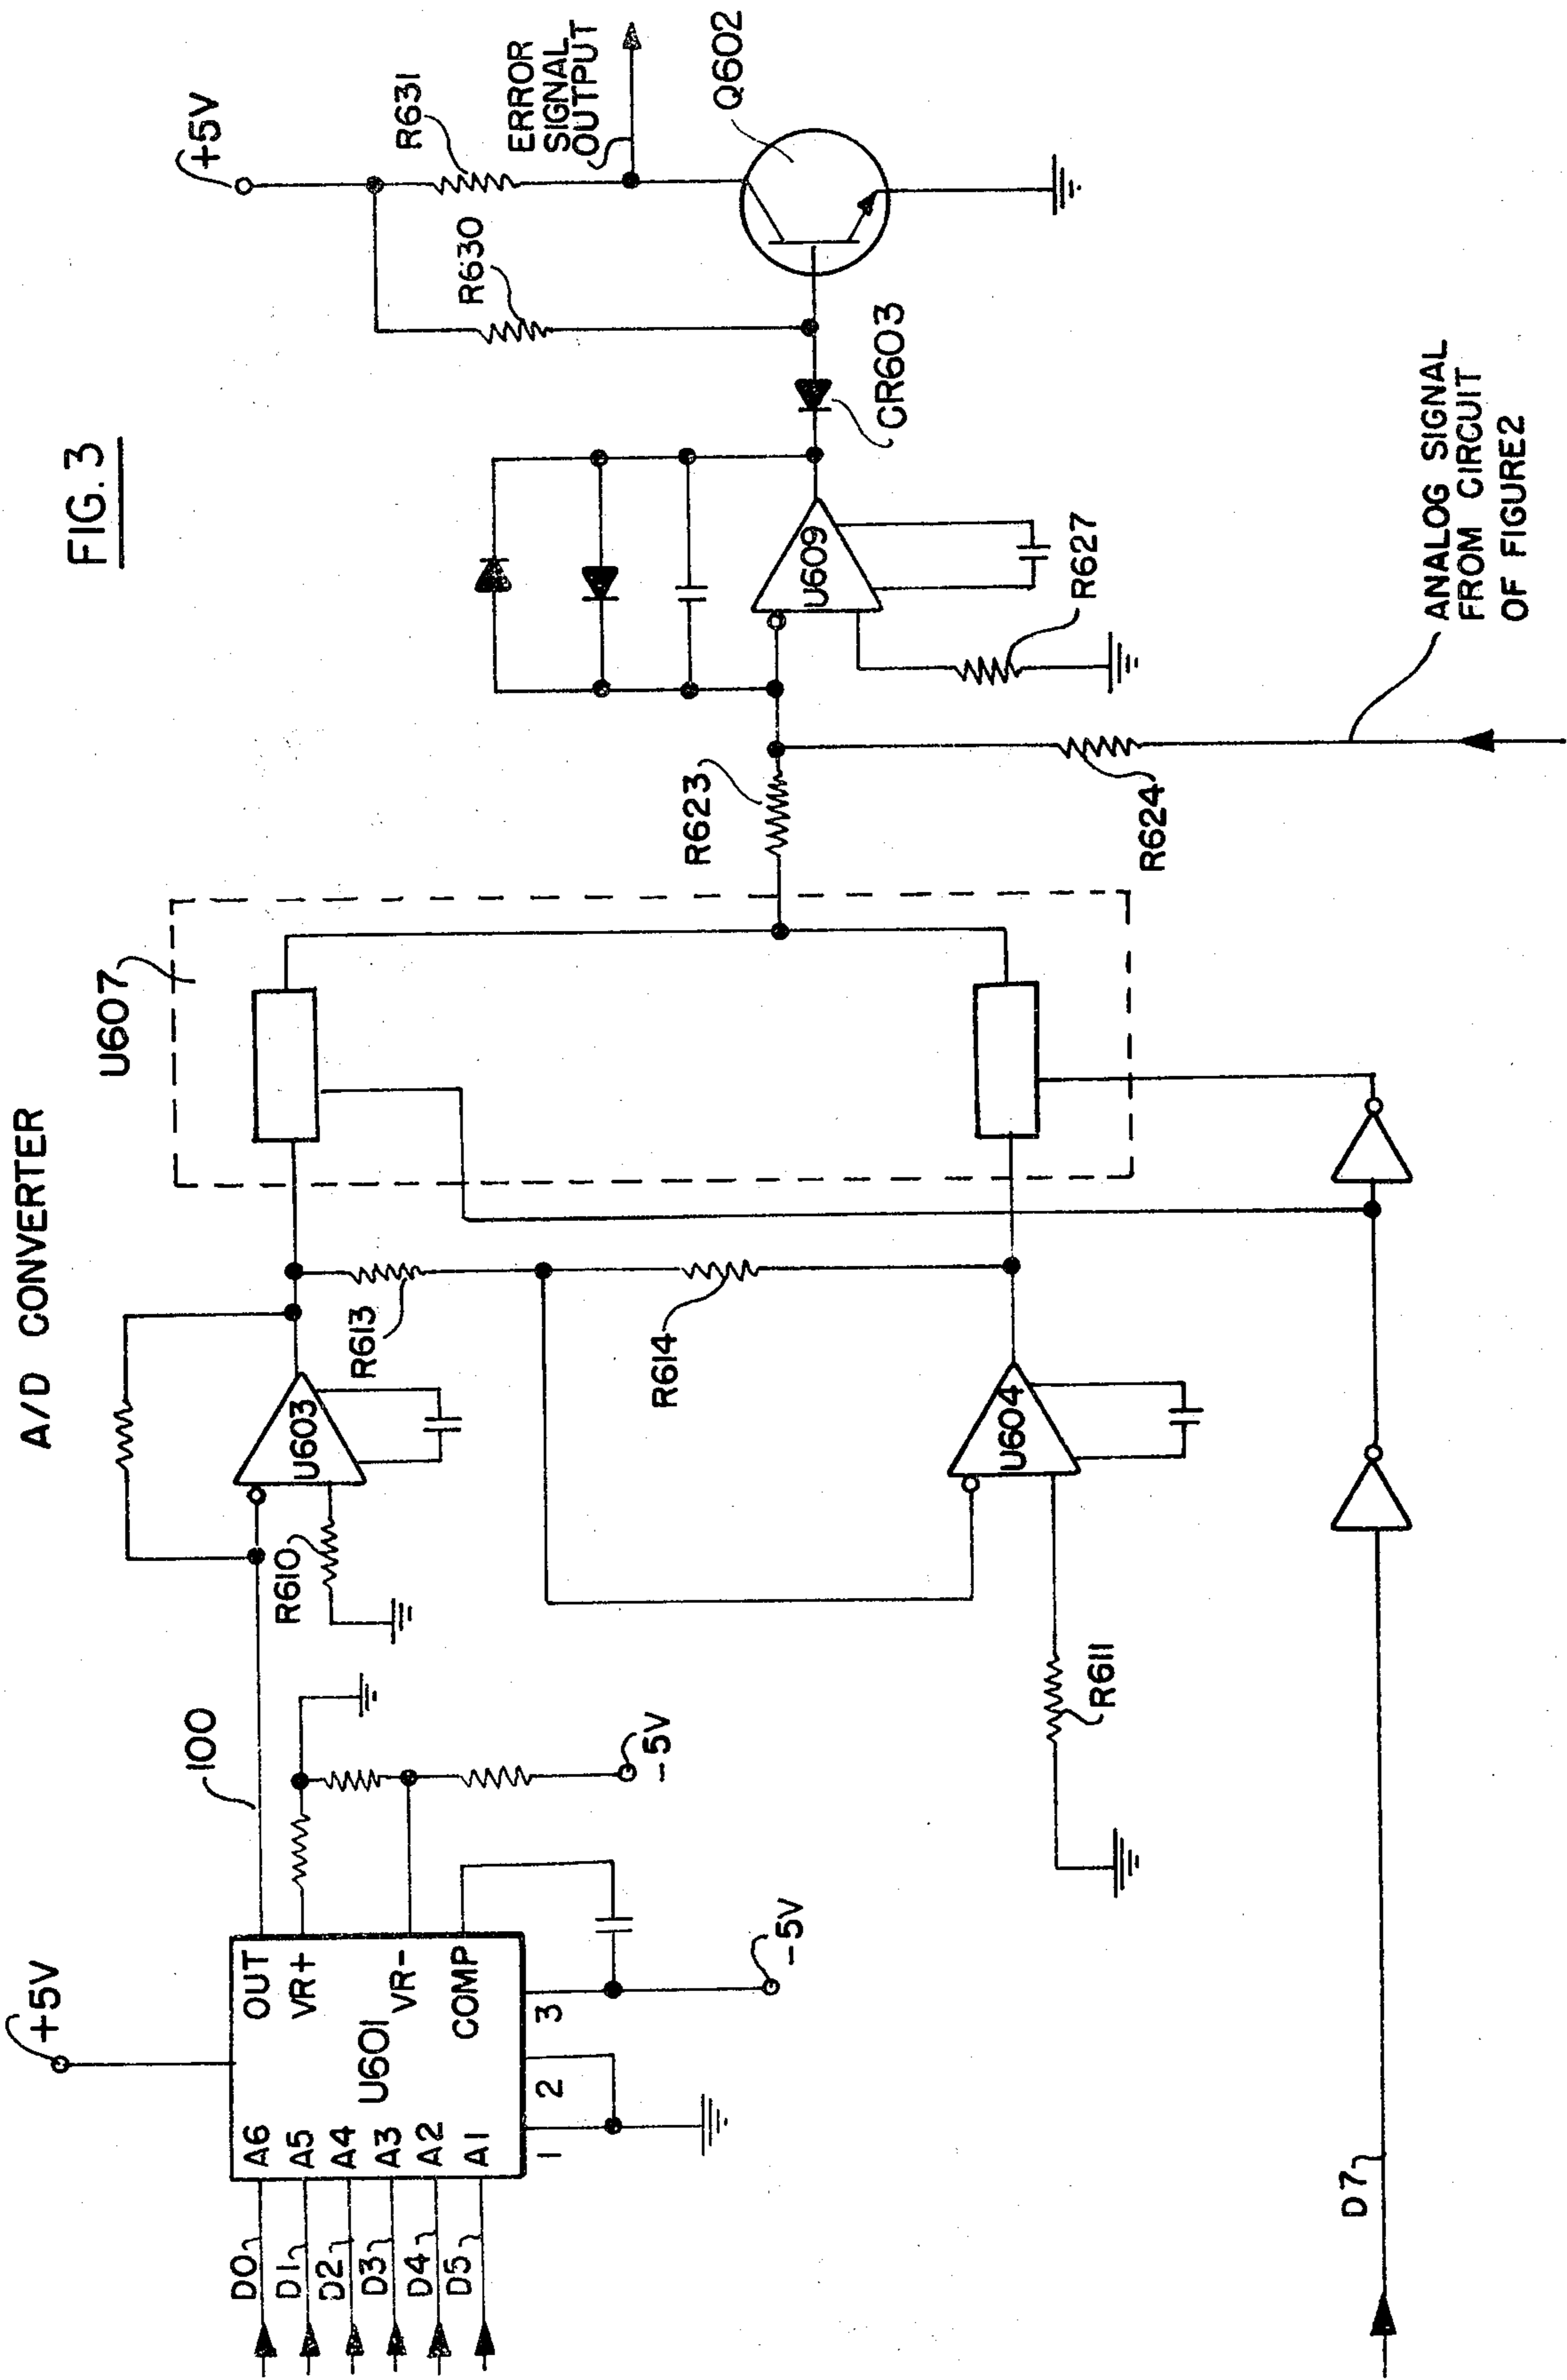 A/D CONVERTER
FIG. 3
+5V
D0
D1
D2
D3
D4
D5
A6
A5
A4
A3
A2
A1
OUT
VR+
VR-
COMP
U601
1
2
3
-5V
-5V
100
R610
U603
R613
R614
U604
R611
U607
R623
R624
U609
R627
CR603
R630
R631
+5V
Q602
ERROR
SIGNAL
OUTPUT
ANALOG SIGNAL
FROM CIRCUIT
OF FIGURE2
D7